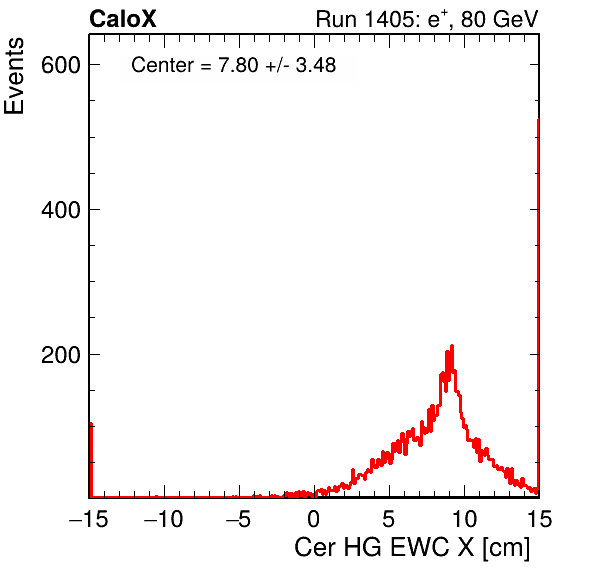 CaloX Run 1405: e⁺, 80 GeV
Center = 7.80 +/- 3.48
Events
600
400
200
−15 −10 −5 0 5 10 15
Cer HG EWC X [cm]